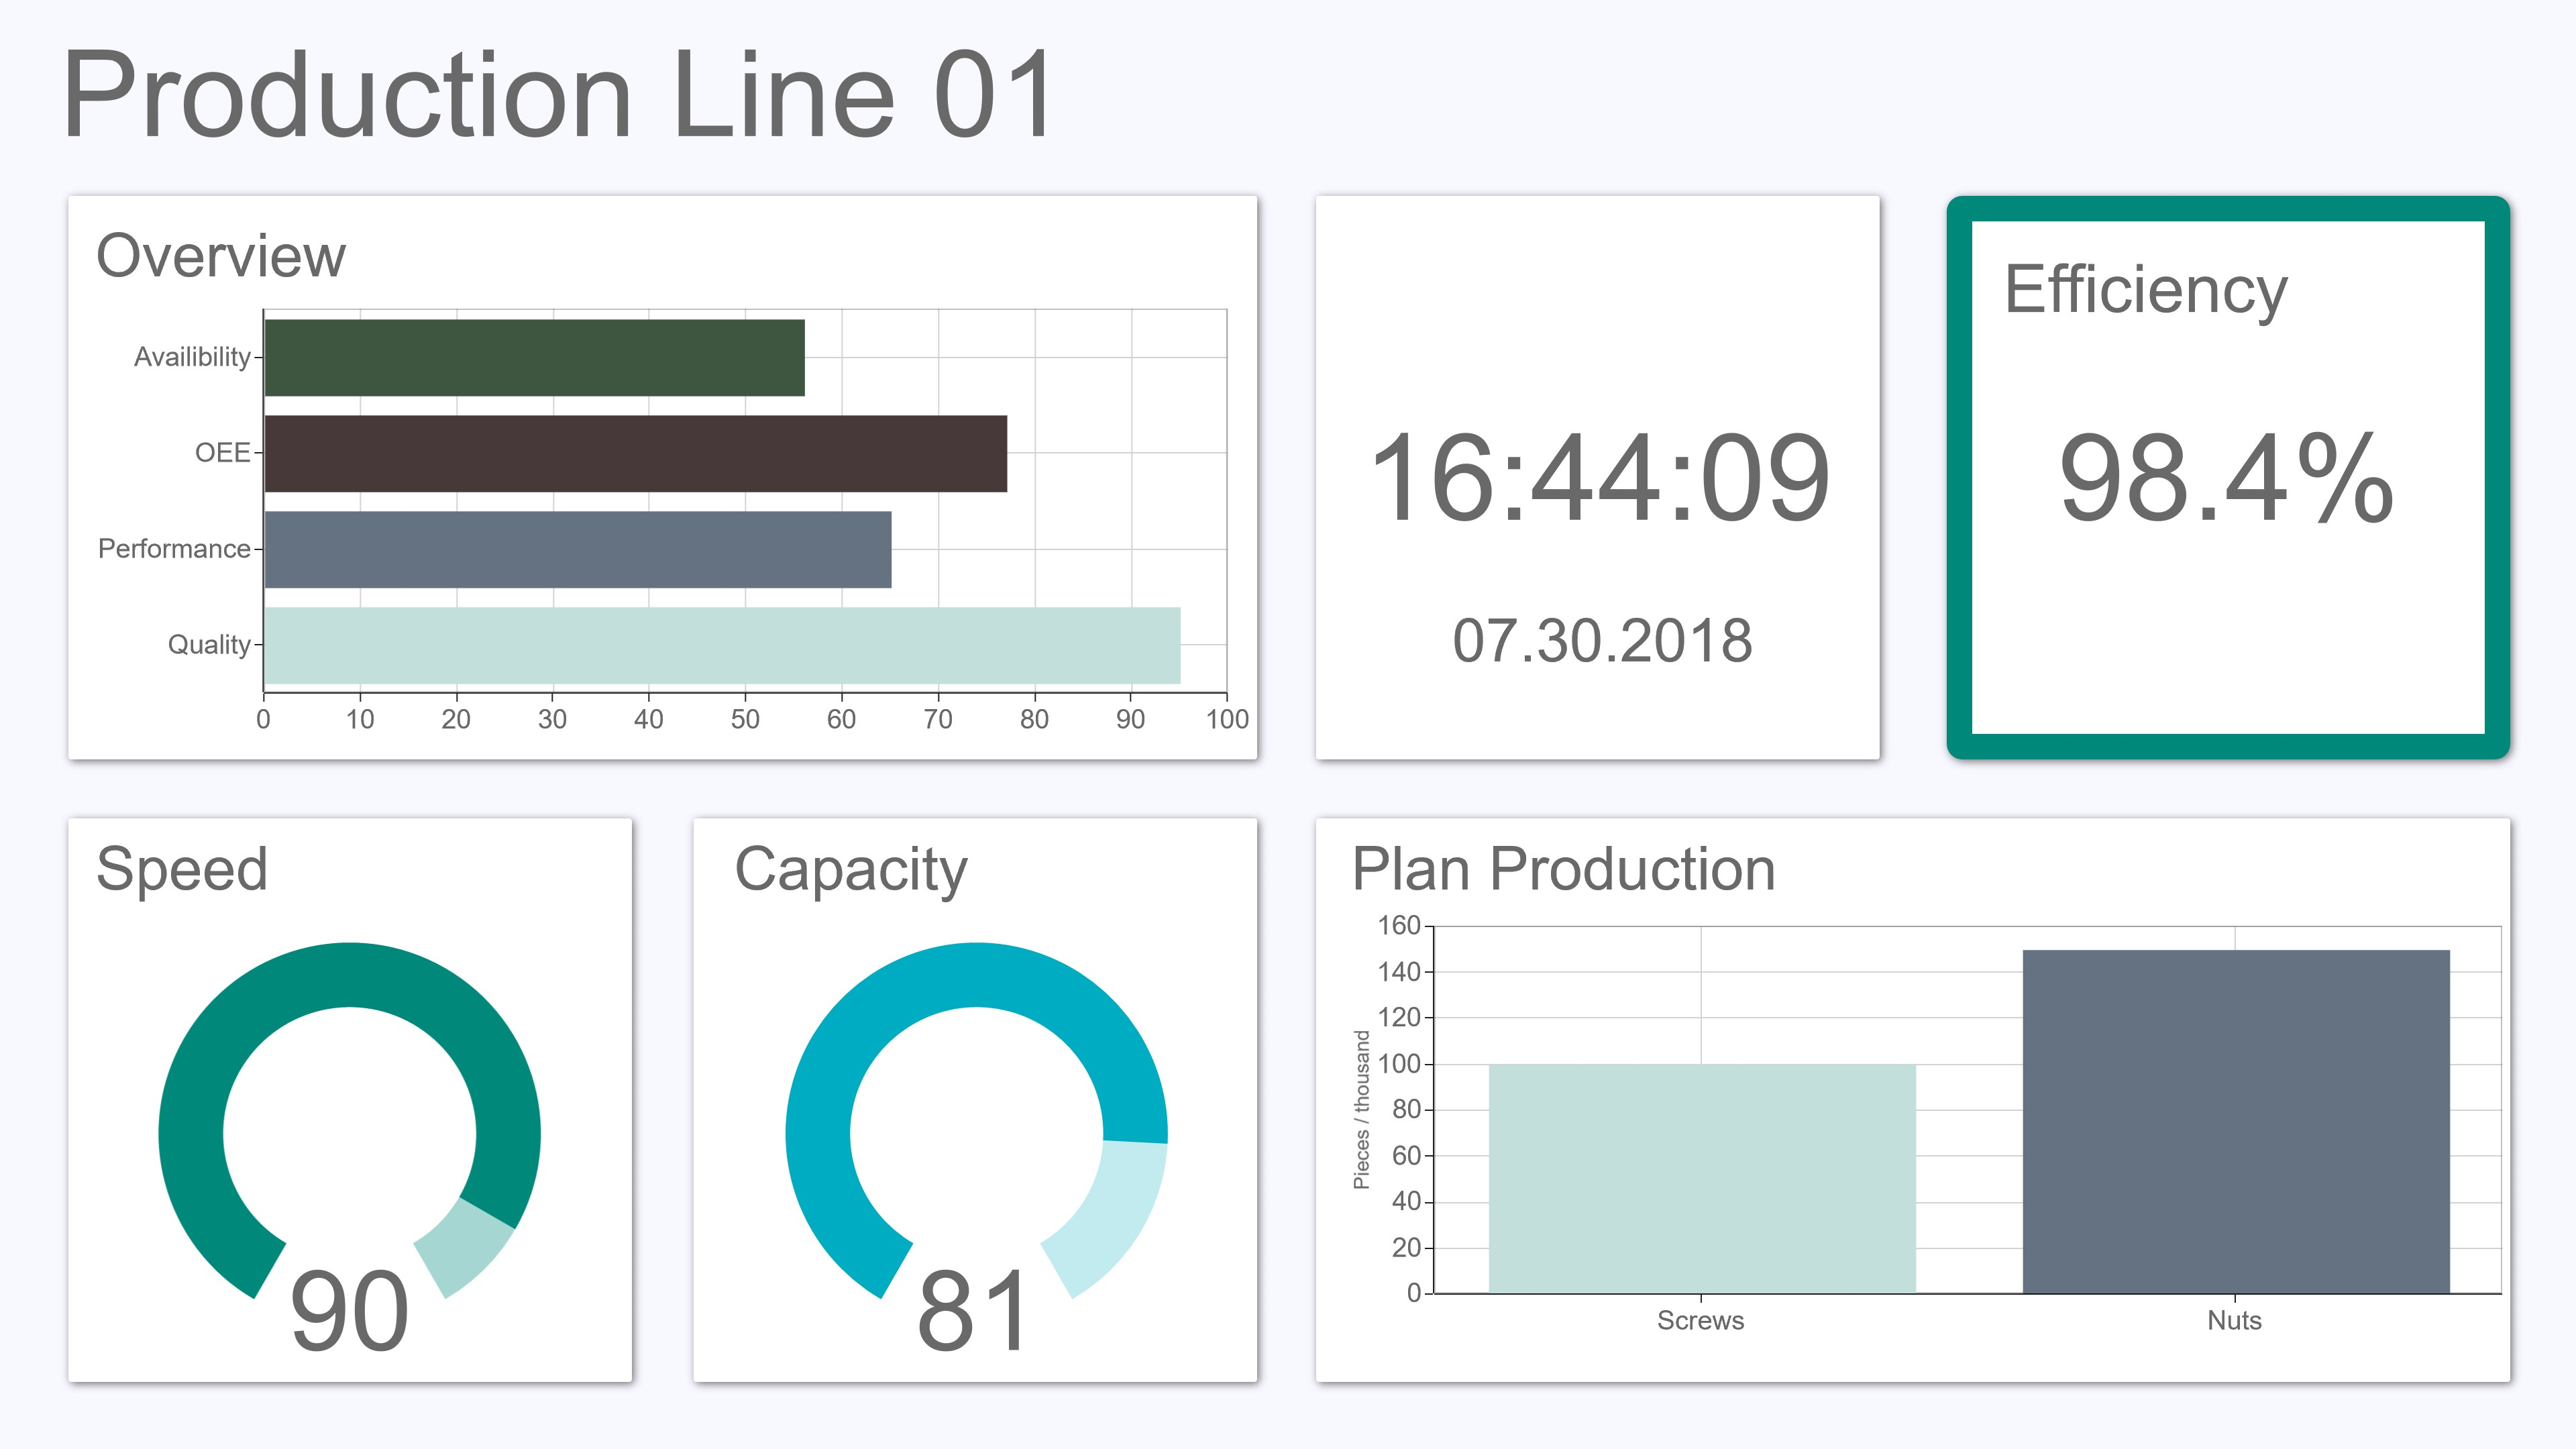 Production Line 01
Overview
Availibility
OEE
Performance
Quality
0 10 20 30 40 50 60 70 80 90 100
16:44:09
07.30.2018
Efficiency
98.4%
Speed
90
Capacity
81
Plan Production
Pieces / thousand
160
140
120
100
80
60
40
20
0
Screws Nuts